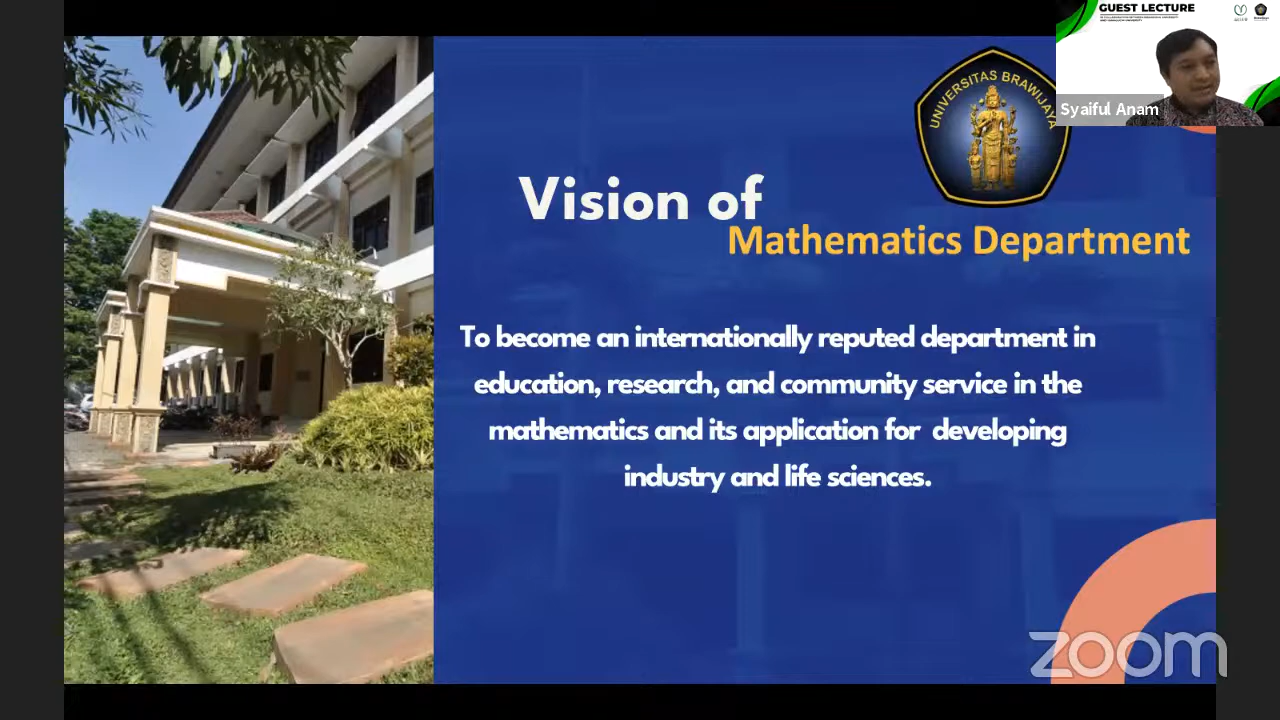 GUEST LECTURE
Syaiful Anam
UNIVERSITAS BRAWIJAYA
Vision of
Mathematics Department
To become an internationally reputed department in
education, research, and community service in the
mathematics and its application for developing
industry and life sciences.
zoom